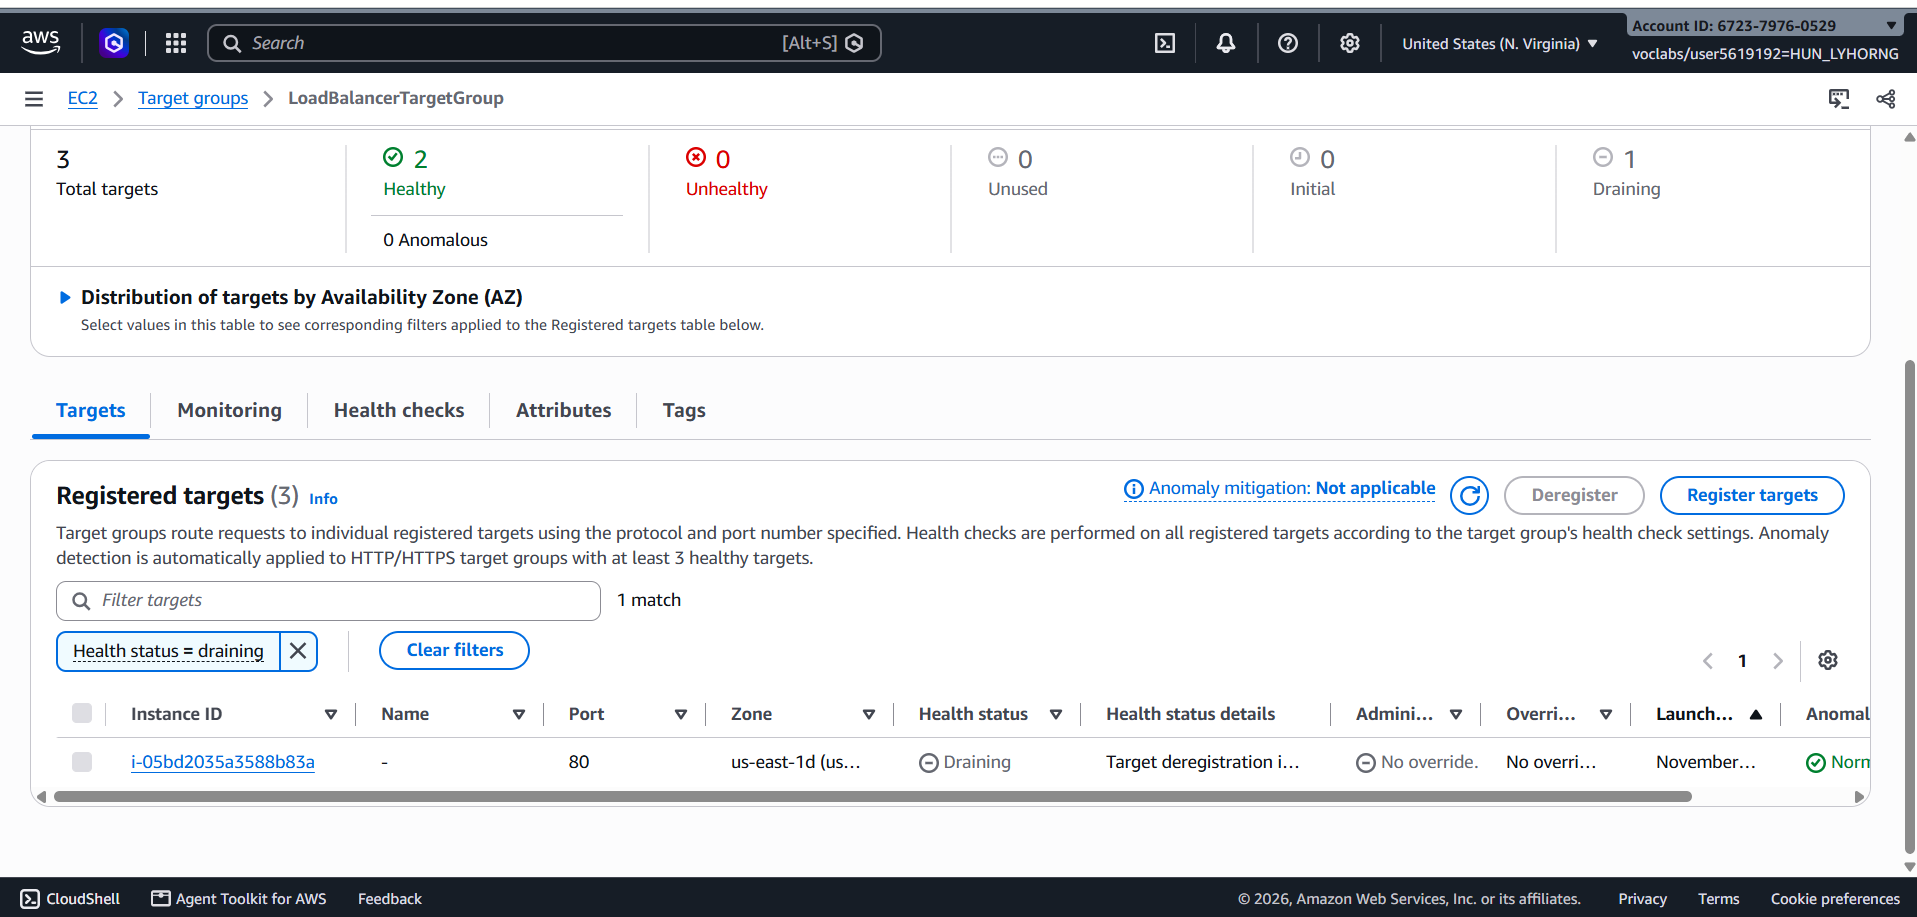 aws
Search [Alt+S]
United States (N. Virginia)
Account ID: 6723-7976-0529
voclabs/user5619192=HUN_LYHORNG
EC2 > Target groups > LoadBalancerTargetGroup
3
Total targets
2
Healthy
0 Anomalous
0
Unhealthy
0
Unused
0
Initial
1
Draining
Distribution of targets by Availability Zone (AZ)
Select values in this table to see corresponding filters applied to the Registered targets table below.
Targets Monitoring Health checks Attributes Tags
Registered targets (3) Info
Anomaly mitigation: Not applicable Deregister Register targets
Target groups route requests to individual registered targets using the protocol and port number specified. Health checks are performed on all registered targets according to the target group's health check settings. Anomaly
detection is automatically applied to HTTP/HTTPS target groups with at least 3 healthy targets.
Filter targets 1 match
Health status = draining Clear filters
1
Instance ID Name Port Zone Health status Health status details Admini... Overri... Launch... Anomal
i-05bd2035a3588b83a - 80 us-east-1d (us... Draining Target deregistration i... No override. No overri... November... Norm
CloudShell Agent Toolkit for AWS Feedback © 2026, Amazon Web Services, Inc. or its affiliates. Privacy Terms Cookie preferences